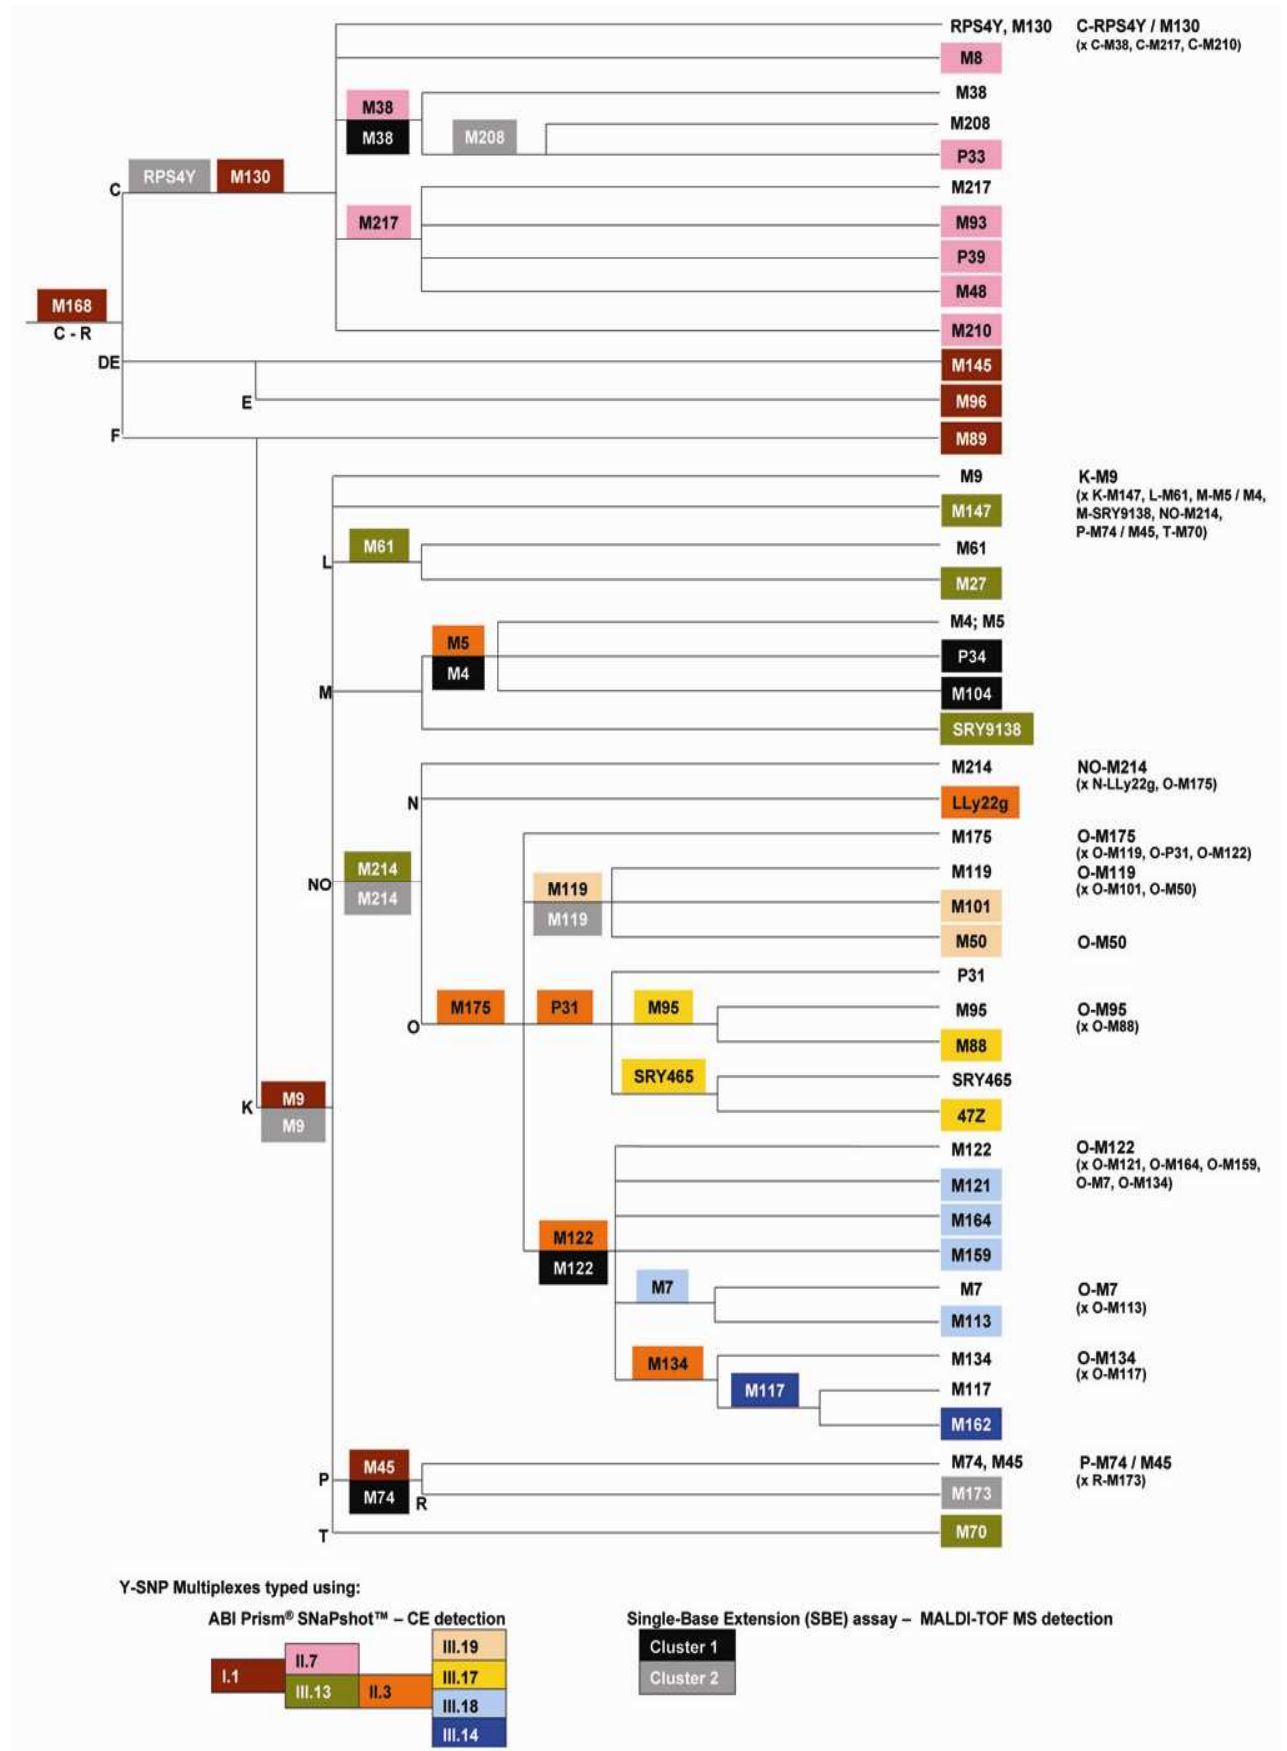 RPS4Y, M130 C-RPS4Y / M130
(x C-M38, C-M217, C-M210)
M8
M38
M38
M38
M208
M208
P33
C RPS4Y M130
M217
M217
M93
P39
M48
M168
C - R
M210
DE
M145
E
M96
F
M89
M9 K-M9
(x K-M147, L-M61, M-M5 / M4,
M147
M-SRY9138, NO-M214,
P-M74 / M45, T-M70)
L M61
M61
M27
M4; M5
M5
M4
P34
M
M104
SRY9138
M214 NO-M214
(x N-LLy22g, O-M175)
N
LLy22g
M175 O-M175
(x O-M119, O-P31, O-M122)
NO M214
M214
M119 O-M119
(x O-M101, O-M50)
M119
M119
M101
M50 O-M50
P31
O M175 P31 M95
M95 O-M95
(x O-M88)
M88
SRY465
SRY465
47Z
K M9
M9
M122 O-M122
(x O-M121, O-M164, O-M159,
O-M7, O-M134)
M121
M164
M122
M122
M159
M7
M7 O-M7
(x O-M113)
M113
M134
M134 O-M134
(x O-M117)
M117
M117
M162
P M45
M74
R
M74, M45 P-M74 / M45
(x R-M173)
M173
T
M70
Y-SNP Multiplexes typed using:
ABI Prism® SNaPshot™ – CE detection
Single-Base Extension (SBE) assay – MALDI-TOF MS detection
I.1
II.7
III.13
II.3
III.19
III.17
III.18
III.14
Cluster 1
Cluster 2